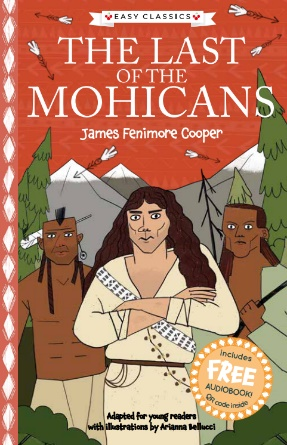 EASY CLASSICS
THE LAST
OF THE
MOHICANS
James Fenimore Cooper
includes
FREE
AUDIOBOOK!
QR code inside
Adapted for young readers
with illustrations by Arianna Bellucci